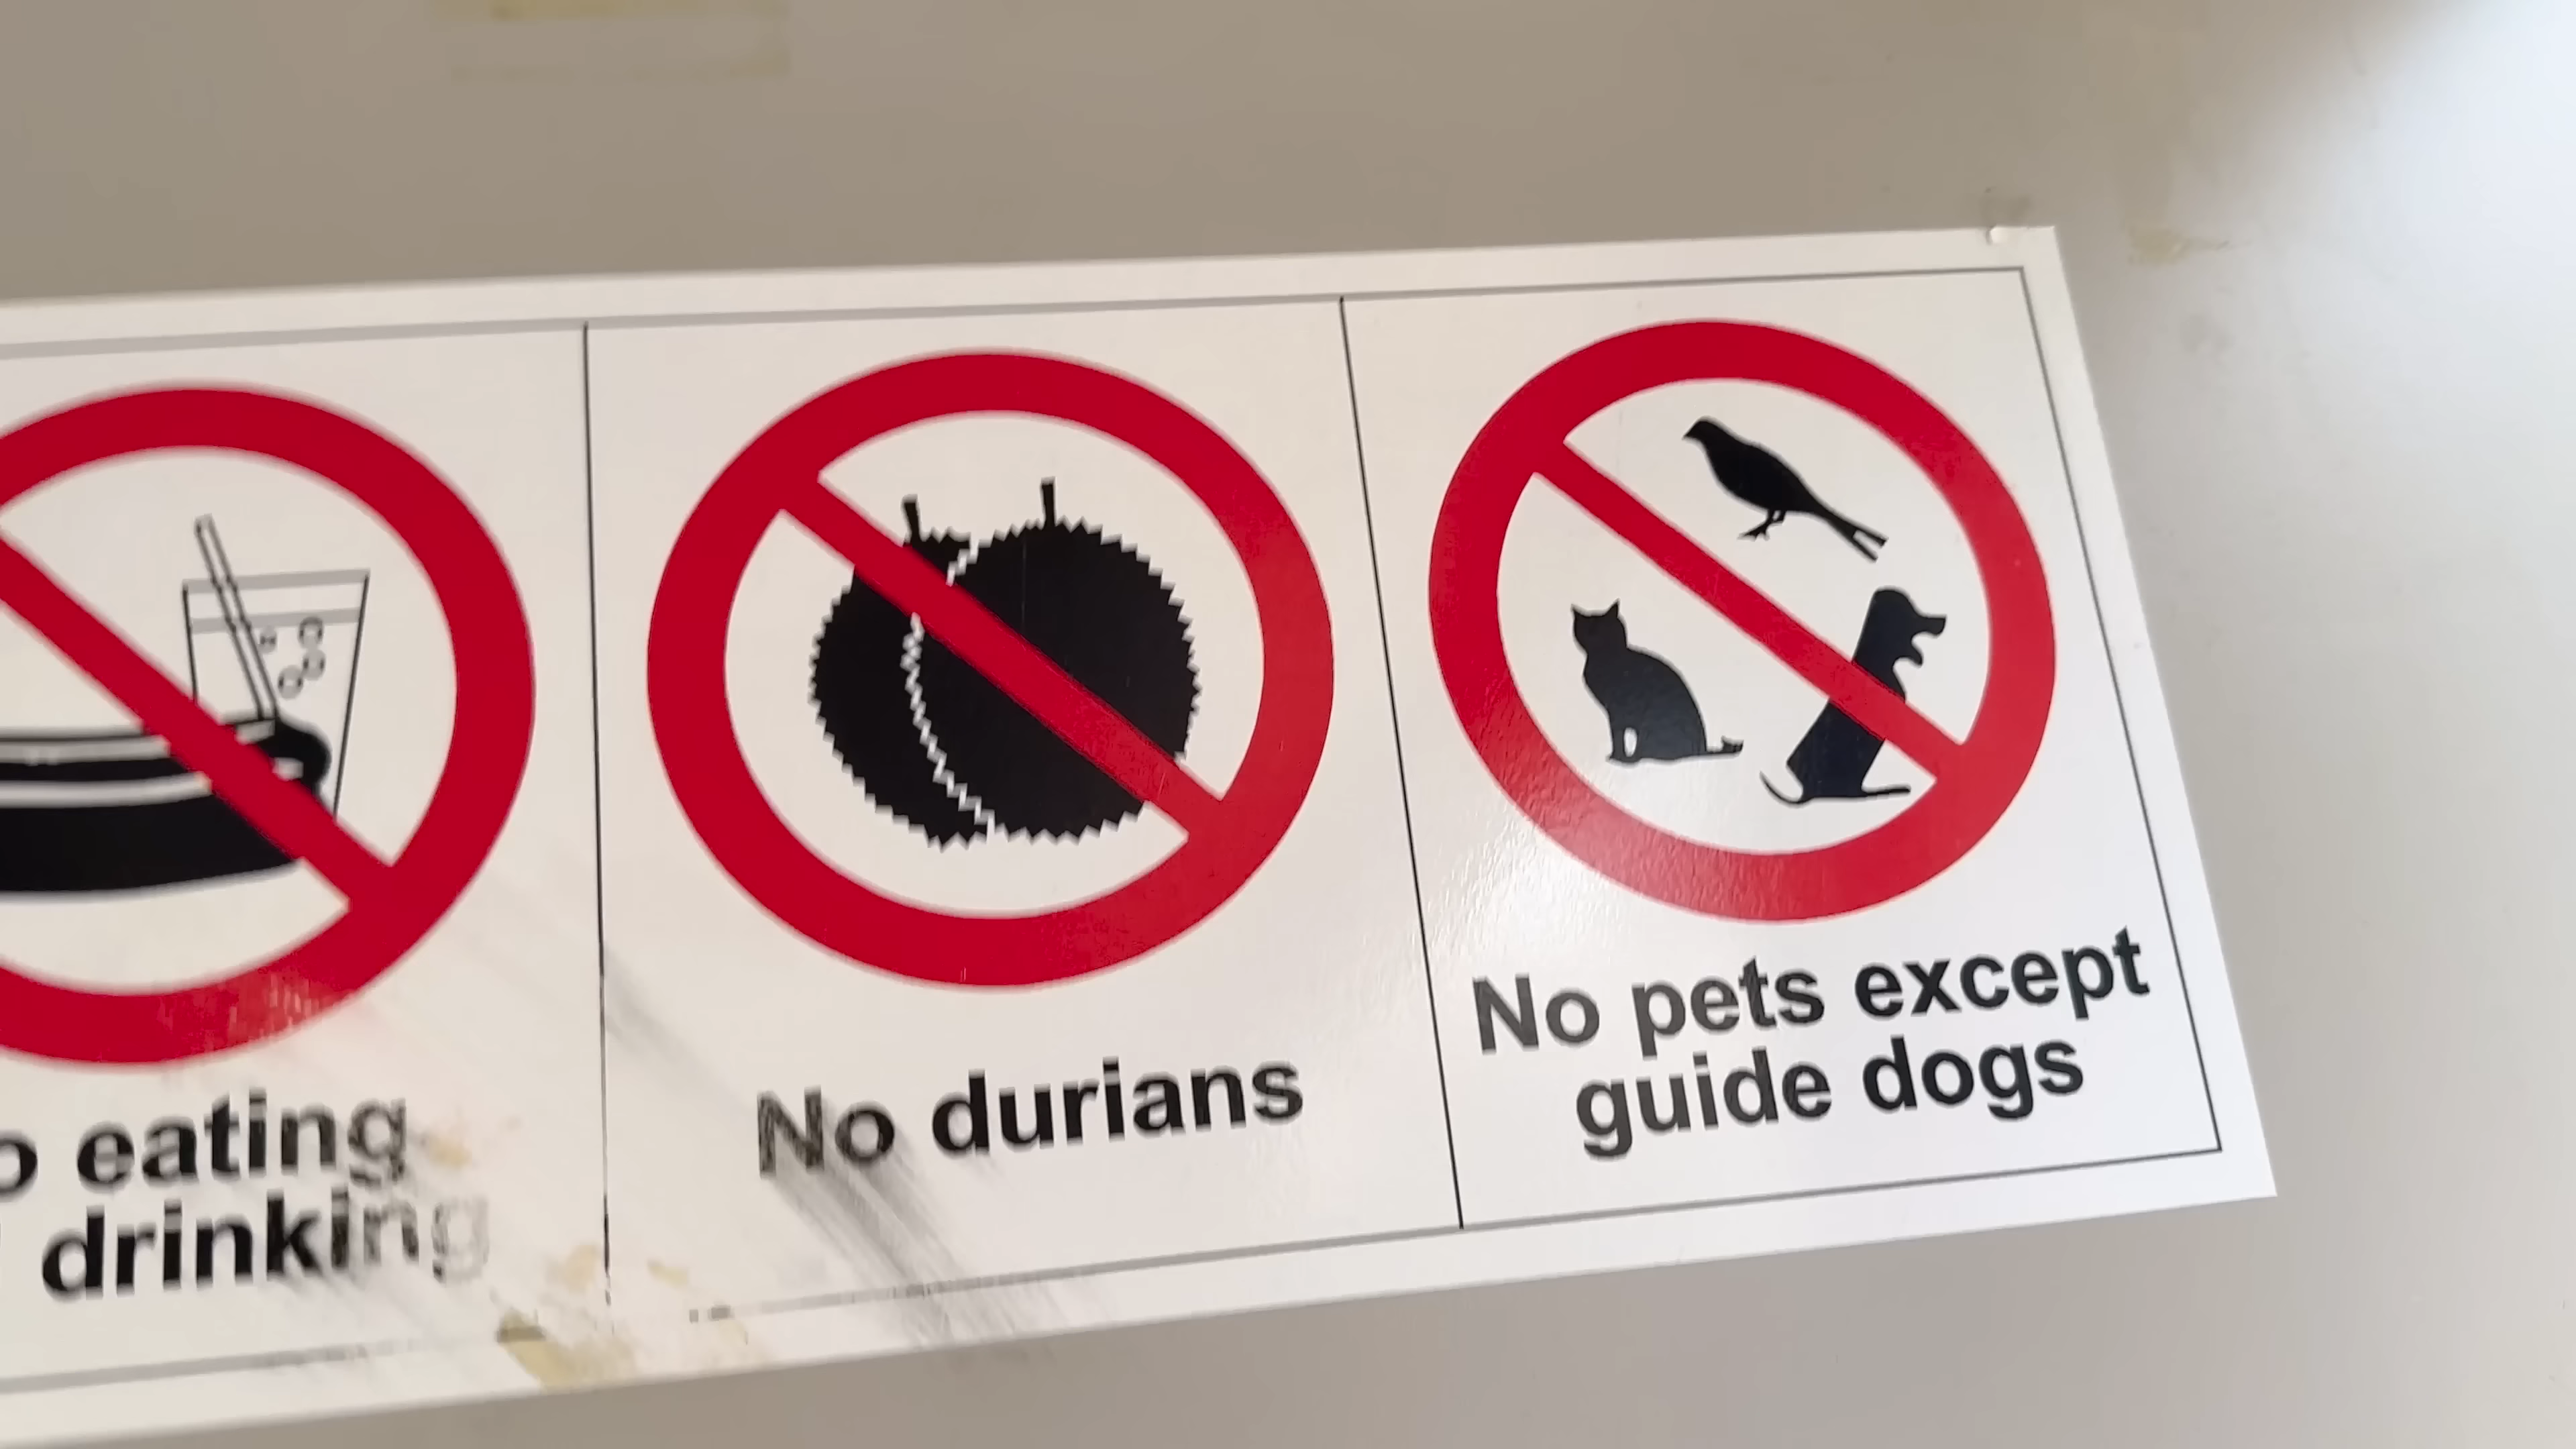 eating
drinking
No durians
No pets except
guide dogs